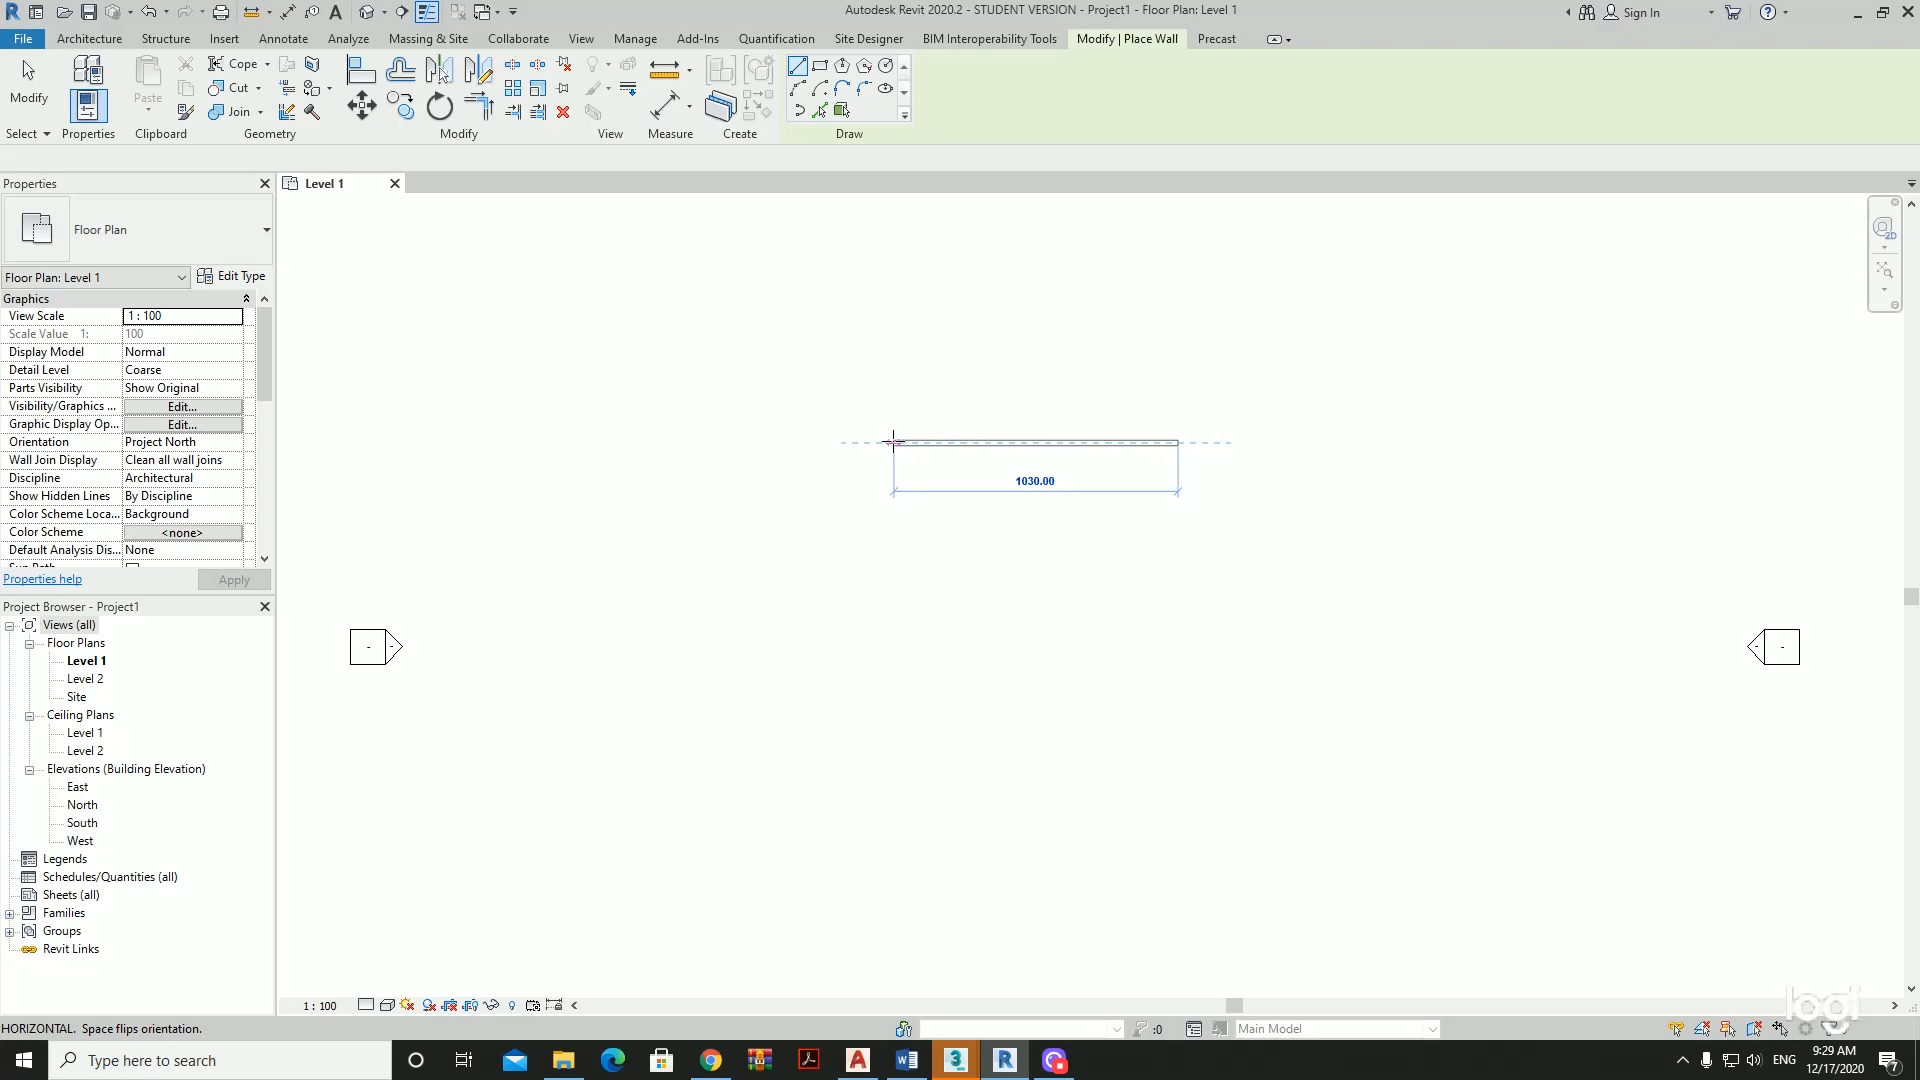 Autodesk Revit 2020.2 - STUDENT VERSION - Project1 - Floor Plan: Level 1
Sign In
File Architecture Structure Insert Annotate Analyze Massing & Site Collaborate View Manage Add-Ins Quantification Site Designer BIM Interoperability Tools Modify | Place Wall Precast
Cope
Cut
Join
Modify
Paste
Select Properties Clipboard Geometry Modify View Measure Create Draw
Properties
Level 1
Floor Plan
Floor Plan: Level 1
Edit Type
Graphics
View Scale 1 : 100
Scale Value 1: 100
Display Model Normal
Detail Level Coarse
Parts Visibility Show Original
Visibility/Graphics ... Edit...
Graphic Display Op... Edit...
Orientation Project North
Wall Join Display Clean all wall joins
Discipline Architectural
Show Hidden Lines By Discipline
Color Scheme Loca... Background
Color Scheme <none>
Default Analysis Dis... None
Properties help
Apply
1030.00
2D
Project Browser - Project1
Views (all)
Floor Plans
Level 1
Level 2
Site
Ceiling Plans
Level 1
Level 2
Elevations (Building Elevation)
East
North
South
West
Legends
Schedules/Quantities (all)
Sheets (all)
Families
Groups
Revit Links
1 : 100
logi
HORIZONTAL. Space flips orientation.
:0
Main Model
Type here to search
ENG
9:29 AM
12/17/2020
7